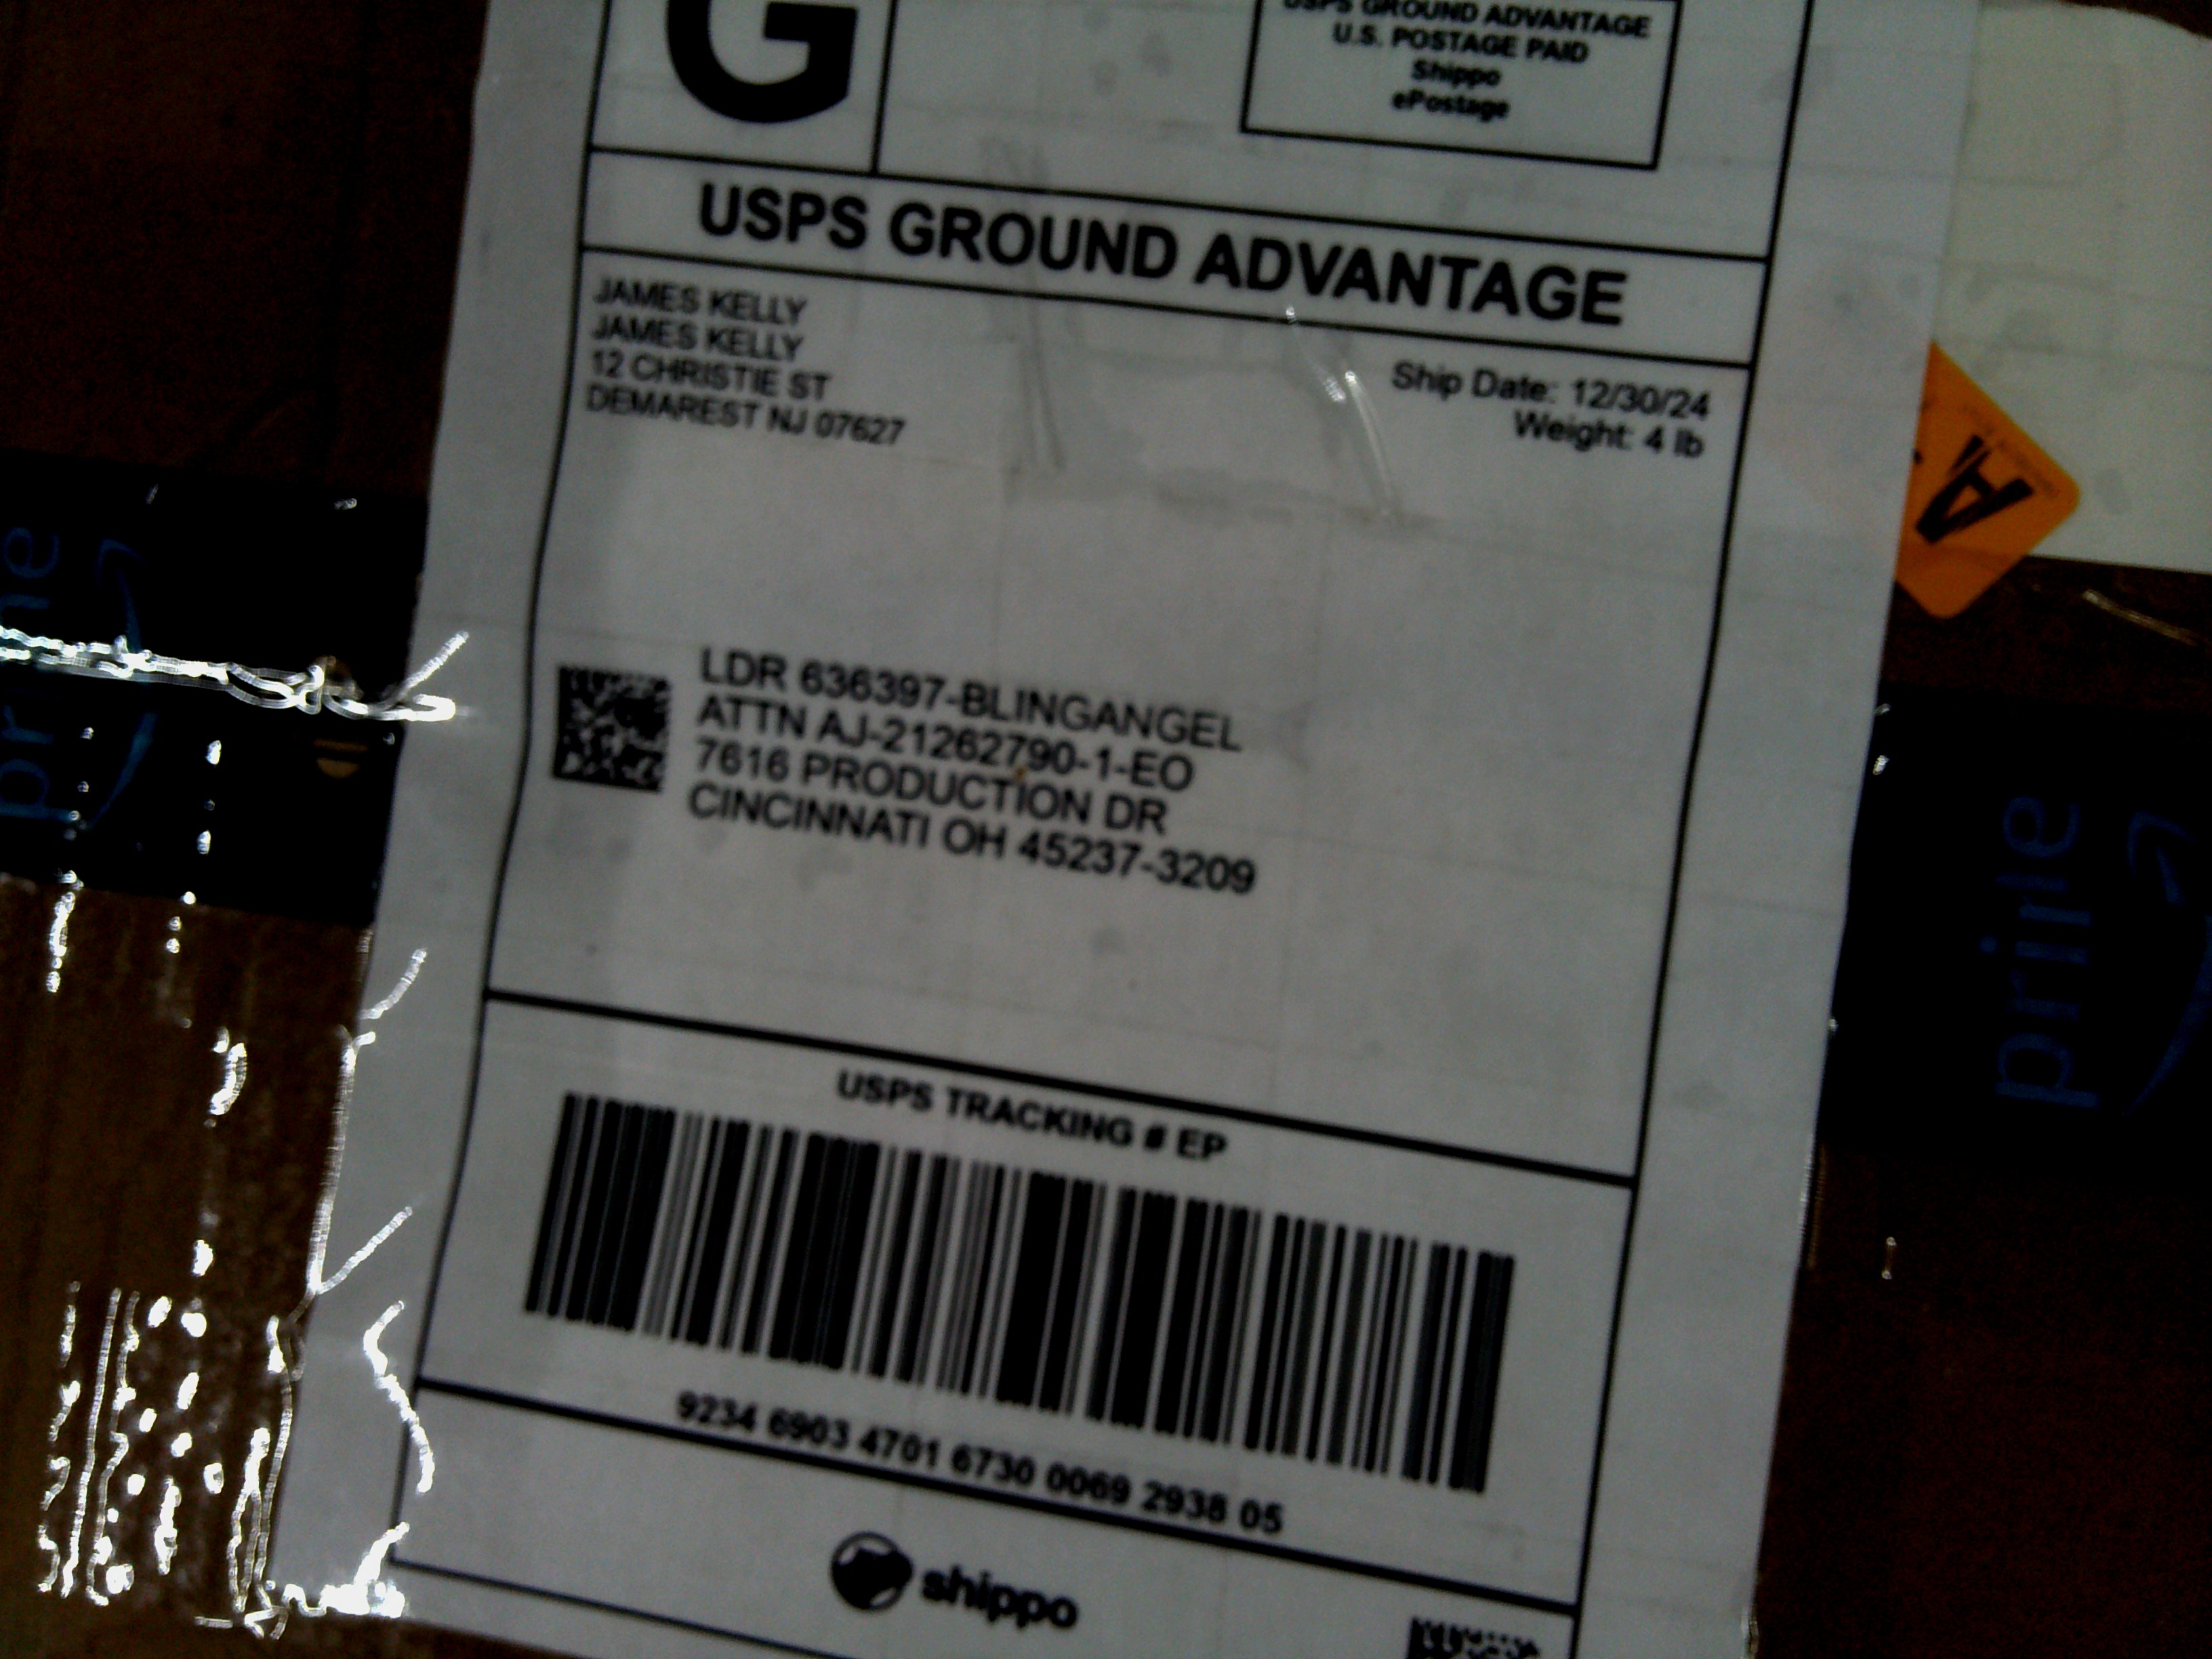 G
USPS GROUND ADVANTAGE
U.S. POSTAGE PAID
Shippo
ePostage
USPS GROUND ADVANTAGE
JAMES KELLY
JAMES KELLY
12 CHRISTIE ST
DEMAREST NJ 07627
Ship Date: 12/30/24
Weight: 4 lb
A
LDR 636397-BLINGANGEL
ATTN AJ-21262790-1-EO
7616 PRODUCTION DR
CINCINNATI OH 45237-3209
USPS TRACKING # EP
9234 6903 4701 6730 0069 2938 05
shippo
prime
prime